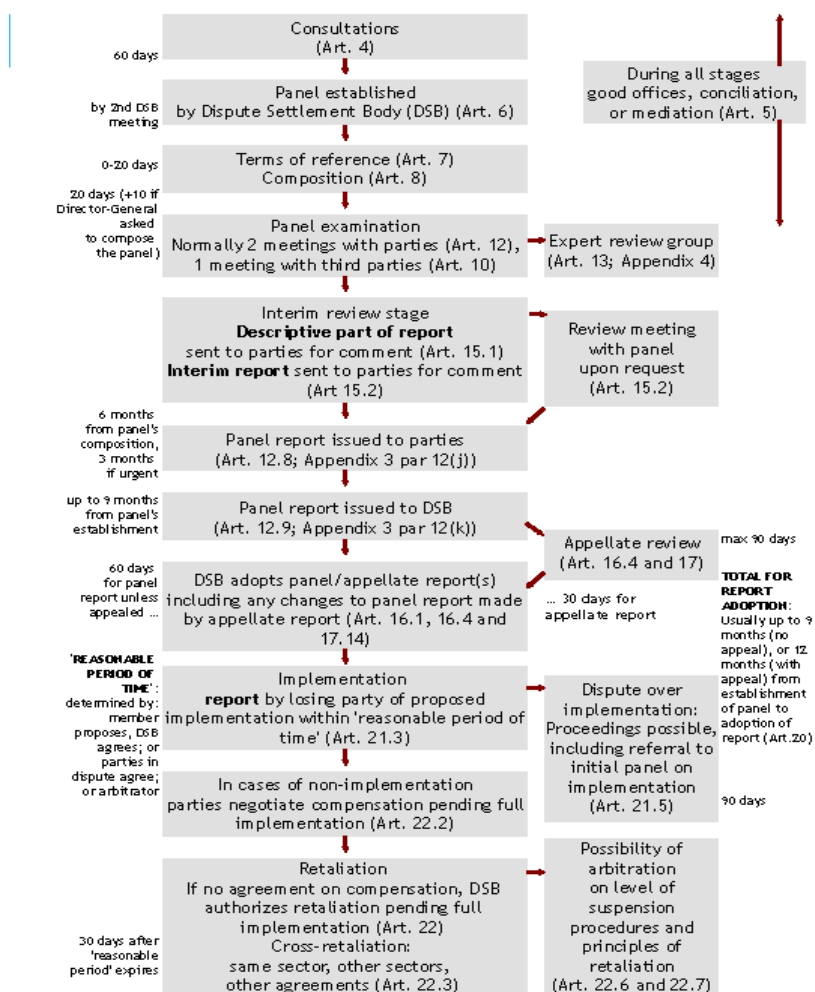 Consultations
(Art. 4)
60 days
During all stages
good offices, conciliation,
or mediation (Art. 5)
by 2nd DSB
meeting
Panel established
by Dispute Settlement Body (DSB) (Art. 6)
0-20 days
Terms of reference (Art. 7)
Composition (Art. 8)
20 days (+10 if
Director-General
asked
to compose
the panel)
Panel examination
Normally 2 meetings with parties (Art. 12),
1 meeting with third parties (Art. 10)
Expert review group
(Art. 13; Appendix 4)
Interim review stage
Descriptive part of report
sent to parties for comment (Art. 15.1)
Interim report sent to parties for comment
(Art 15.2)
Review meeting
with panel
upon request
(Art. 15.2)
6 months
from panel's
composition,
3 months
if urgent
Panel report issued to parties
(Art. 12.8; Appendix 3 par 12(j))
up to 9 months
from panel's
establishment
Panel report issued to DSB
(Art. 12.9; Appendix 3 par 12(k))
Appellate review
(Art. 16.4 and 17)
max 90 days
60 days
for panel
report unless
appealed ...
DSB adopts panel/appellate report(s)
including any changes to panel report made
by appellate report (Art. 16.1, 16.4 and
17.14)
... 30 days for
appellate report
TOTAL FOR
REPORT
ADOPTION:
Usually up to 9
months (no
appeal), or 12
months (with
appeal) from
establishment
of panel to
adoption of
report (Art.20)
'REASONABLE
PERIOD OF
TIME':
determined by:
member
proposes, DSB
agrees; or
parties in
dispute agree;
or arbitrator
Implementation
report by losing party of proposed
implementation within 'reasonable period of
time' (Art. 21.3)
Dispute over
implementation:
Proceedings possible,
including referral to
initial panel on
implementation
(Art. 21.5)
90 days
In cases of non-implementation
parties negotiate compensation pending full
implementation (Art. 22.2)
30 days after
'reasonable
period' expires
Retaliation
If no agreement on compensation, DSB
authorizes retaliation pending full
implementation (Art. 22)
Cross-retaliation:
same sector, other sectors,
other agreements (Art. 22.3)
Possibility of
arbitration
on level of
suspension
procedures and
principles of
retaliation
(Art. 22.6 and 22.7)